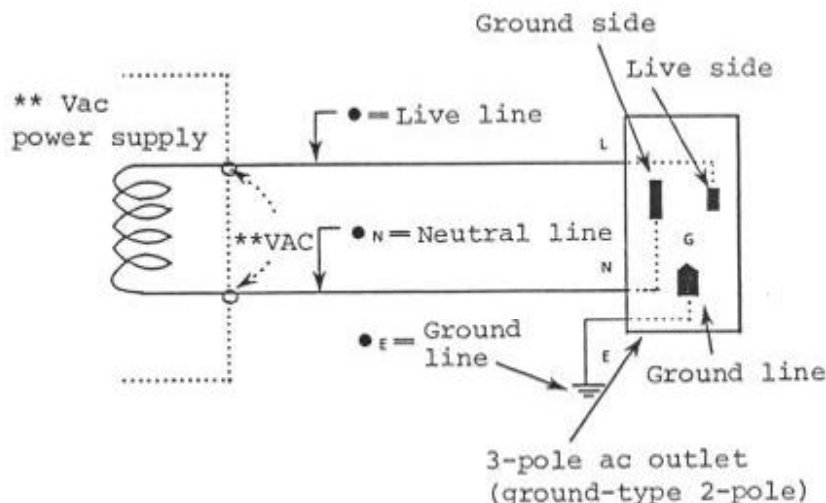 Ground side
Live side
** Vac
power supply
●= Live line
L
**VAC
●N= Neutral line
G
N
●E= Ground
line
E
Ground line
3-pole ac outlet
(ground-type 2-pole)